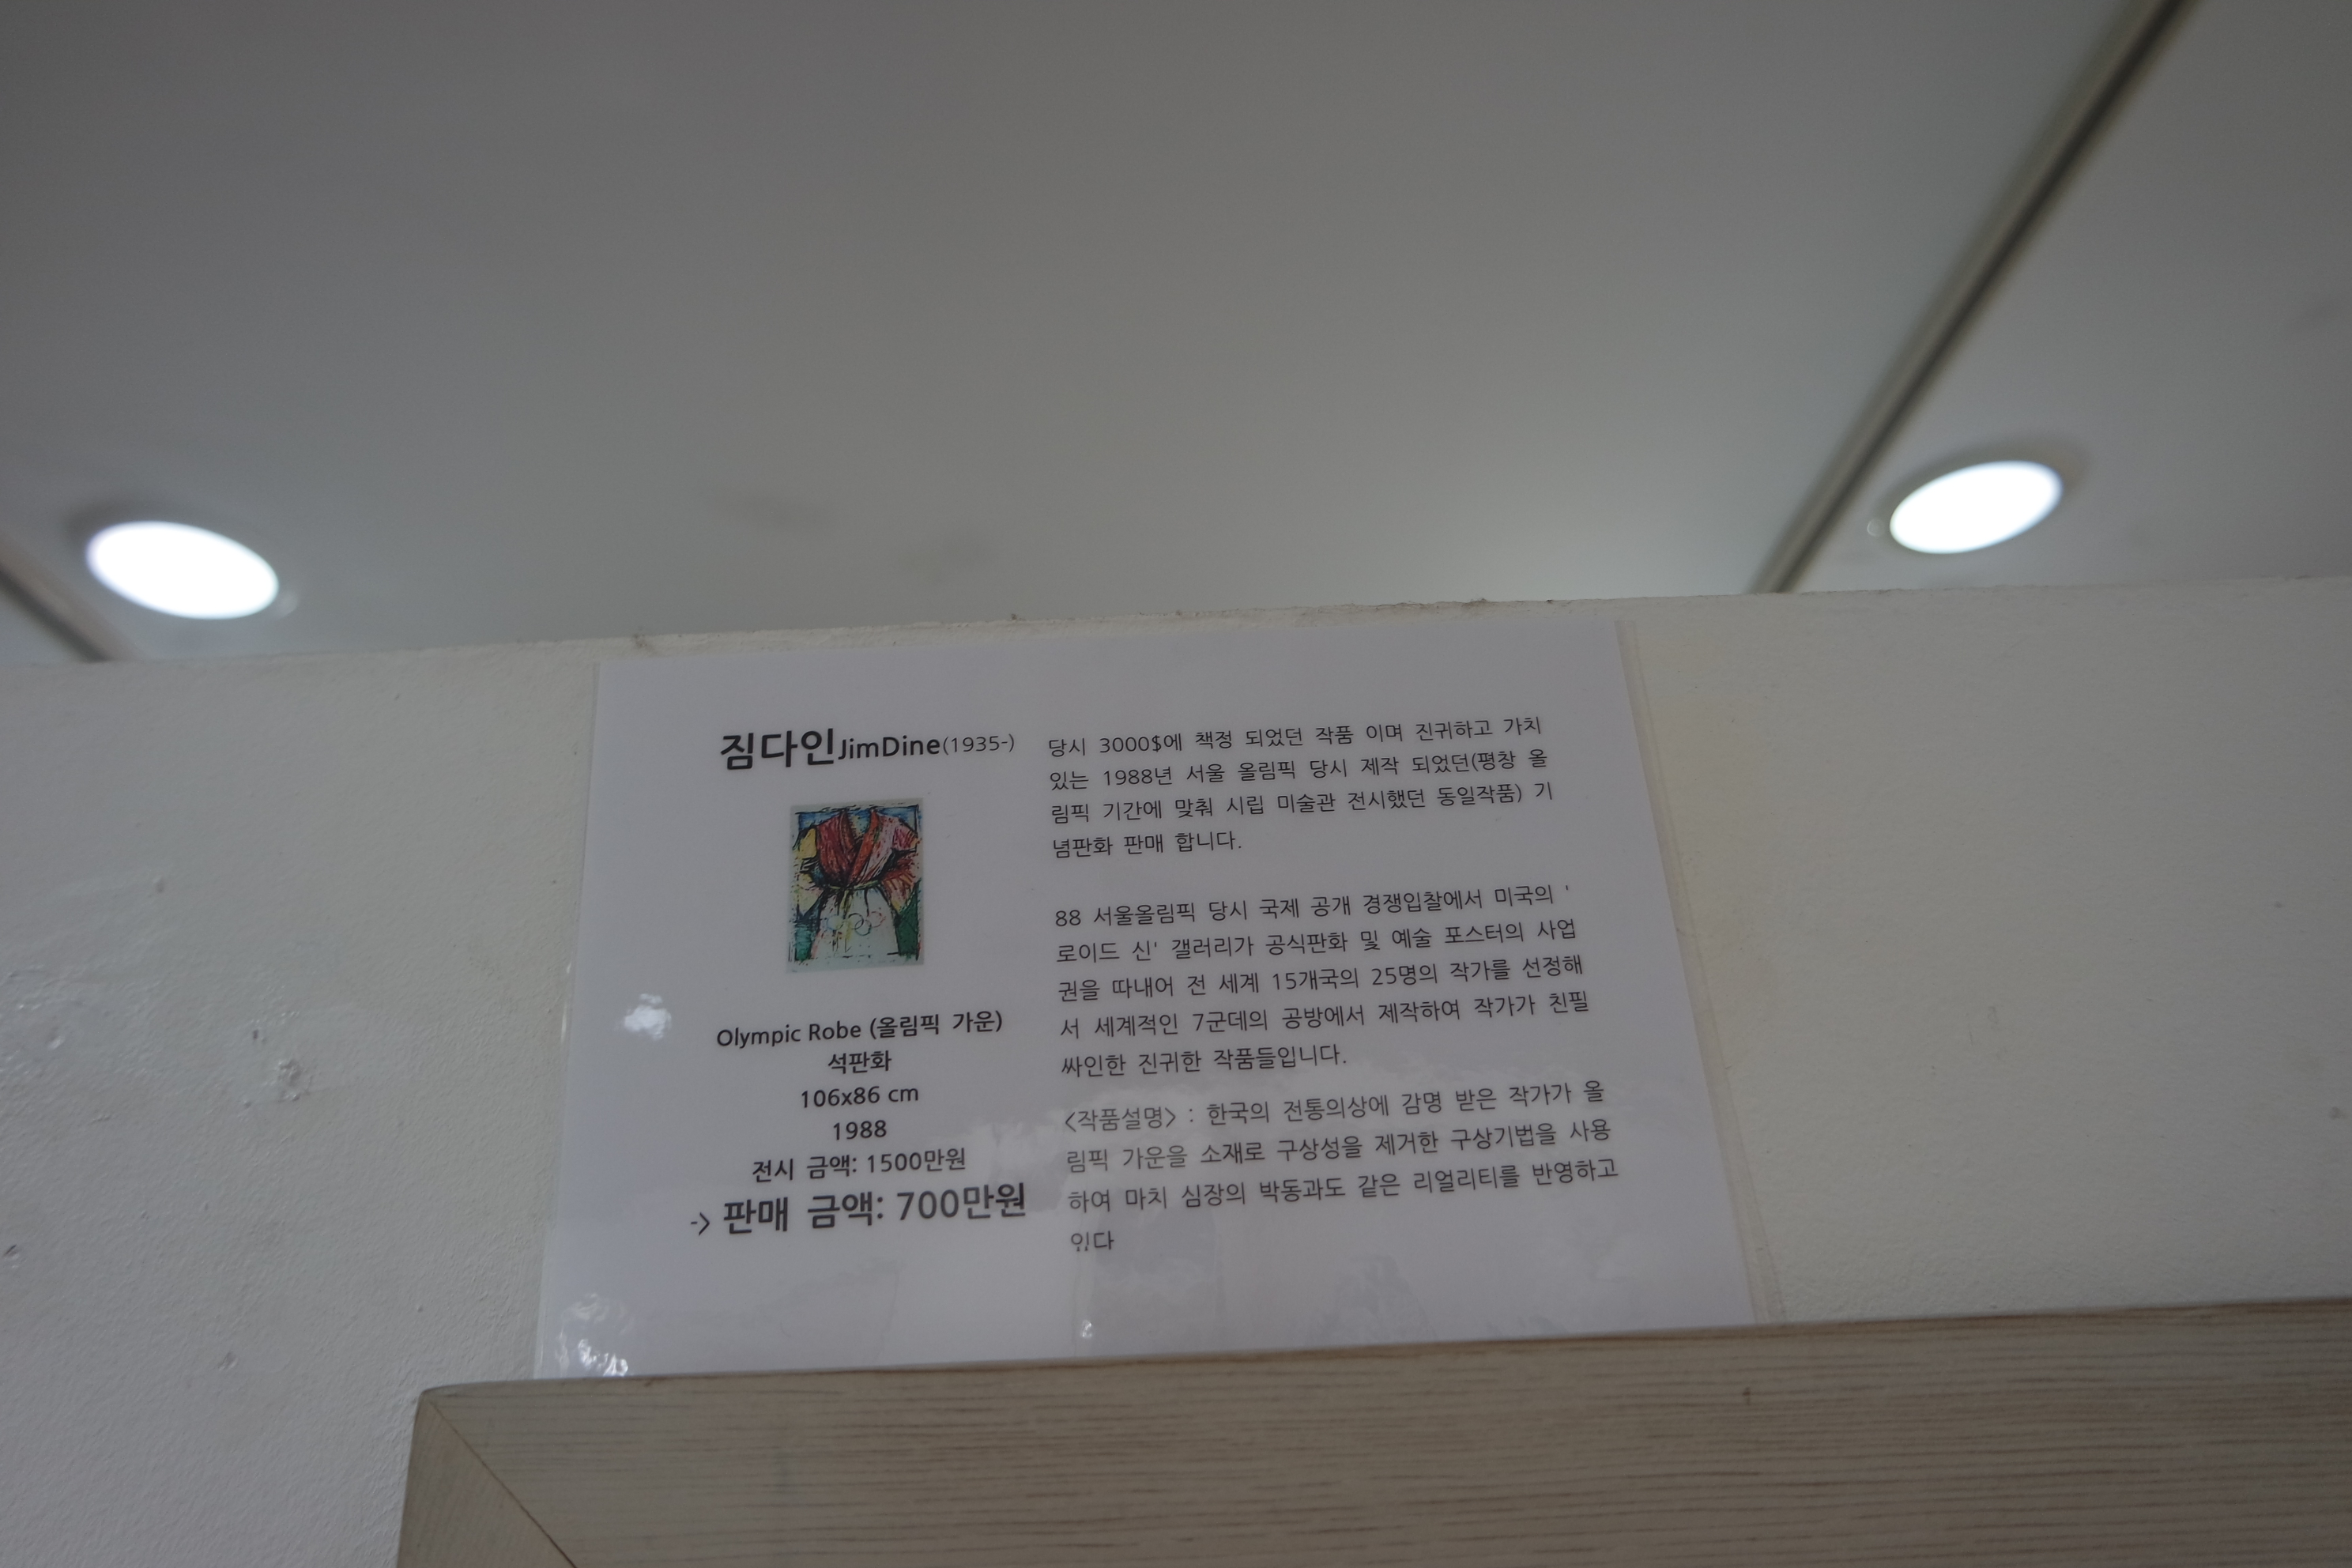 짐다인JimDine(1935-)
Olympic Robe (올림픽 가운)
석판화
106x86 cm
1988
전시 금액: 1500만원
-> 판매 금액: 700만원
당시 3000$에 책정 되었던 작품 이며 진귀하고 가치
있는 1988년 서울 올림픽 당시 제작 되었던(평창 올
림픽 기간에 맞춰 시립 미술관 전시했던 동일작품) 기
념판화 판매 합니다.
88 서울올림픽 당시 국제 공개 경쟁입찰에서 미국의 '
로이드 신' 갤러리가 공식판화 및 예술 포스터의 사업
권을 따내어 전 세계 15개국의 25명의 작가를 선정해
서 세계적인 7군데의 공방에서 제작하여 작가가 친필
싸인한 진귀한 작품들입니다.
<작품설명> : 한국의 전통의상에 감명 받은 작가가 올
림픽 가운을 소재로 구상성을 제거한 구상기법을 사용
하여 마치 심장의 박동과도 같은 리얼리티를 반영하고
있다